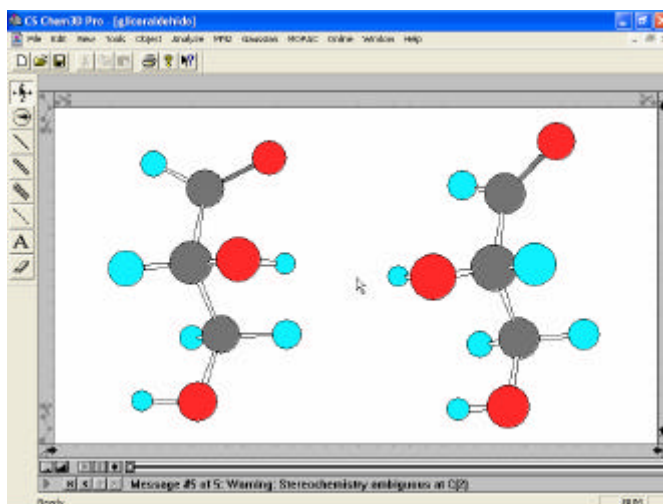 CS Chem3D Pro - [gliceraldehido]
File Edit View Tools Object Analyze MM2 Gaussian MOPAC Online Window Help
A
Message #5 of 5: Warning: Stereochemistry ambiguous at C[2]
Ready